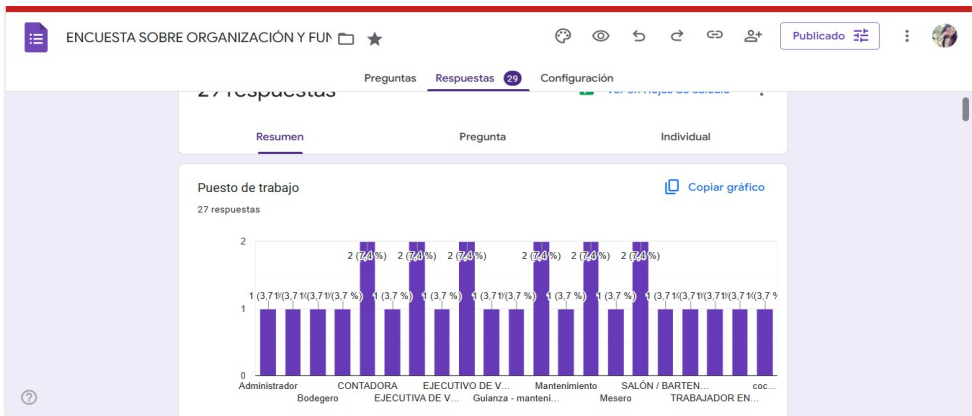 ENCUESTA SOBRE ORGANIZACIÓN Y FUN
Publicado
Preguntas Respuestas 29 Configuración
respuestas
Resumen Pregunta Individual
Puesto de trabajo Copiar gráfico
27 respuestas
2
2 (7,4 %) 2 (7,4 %) 2 (7,4 %) 2 (7,4 %) 2 (7,4 %) 2 (7,4 %)
1 (3,7 %) 1 (3,7 %) 1 (3,7 %) 1 (3,7 %) 1 (3,7 %)
1
0
Administrador CONTADORA EJECUTIVO DE V... Mantenimiento SALÓN / BARTEN... coc...
Bodegero EJECUTIVA DE V... Guianza - manteni... Mesero TRABAJADOR EN...